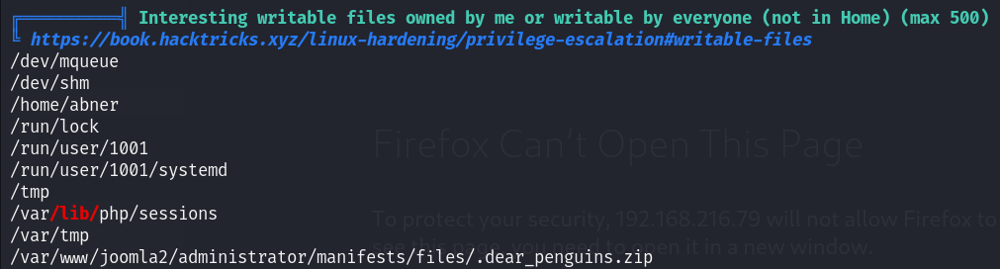 ╔══════════╣ Interesting writable files owned by me or writable by everyone (not in Home) (max 500)
╚ https://book.hacktricks.xyz/linux-hardening/privilege-escalation#writable-files
/dev/mqueue
/dev/shm
/home/abner
/run/lock
/run/user/1001
/run/user/1001/systemd
/tmp
/var/lib/php/sessions
/var/tmp
/var/www/joomla2/administrator/manifests/files/.dear_penguins.zip
Firefox Can't Open This Page
To protect your security, 192.168.216.79 will not allow Firefox to
see this page, you need to open it in a new window.